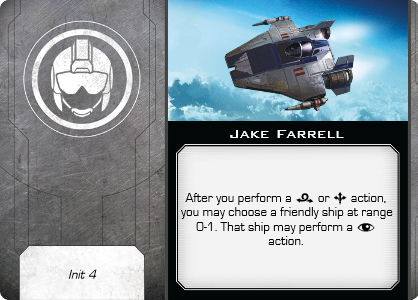 JAKE FARRELL
After you perform a or action,
you may choose a friendly ship at range
0-1. That ship may perform a
action.
Init 4